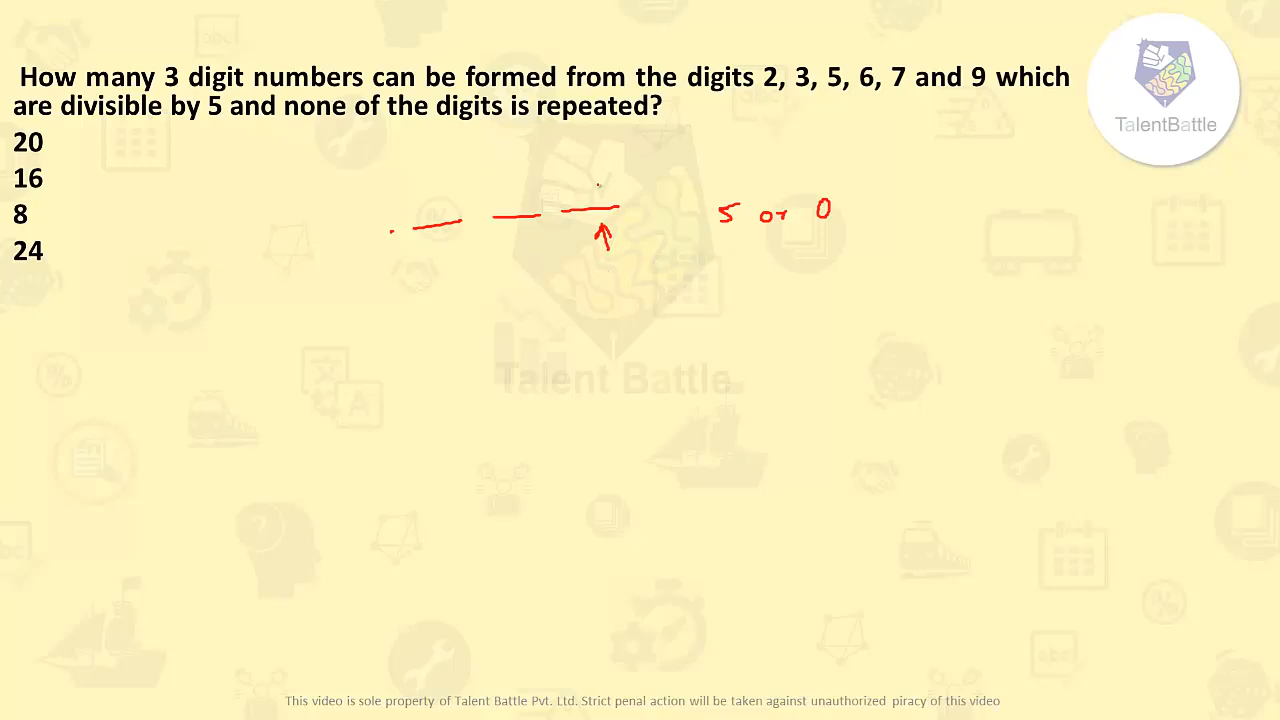 How many 3 digit numbers can be formed from the digits 2, 3, 5, 6, 7 and 9 which
are divisible by 5 and none of the digits is repeated?
20
16
8
24
5 or 0
TalentBattle
Talent Battle
This video is sole property of Talent Battle Pvt. Ltd. Strict penal action will be taken against unauthorized piracy of this video